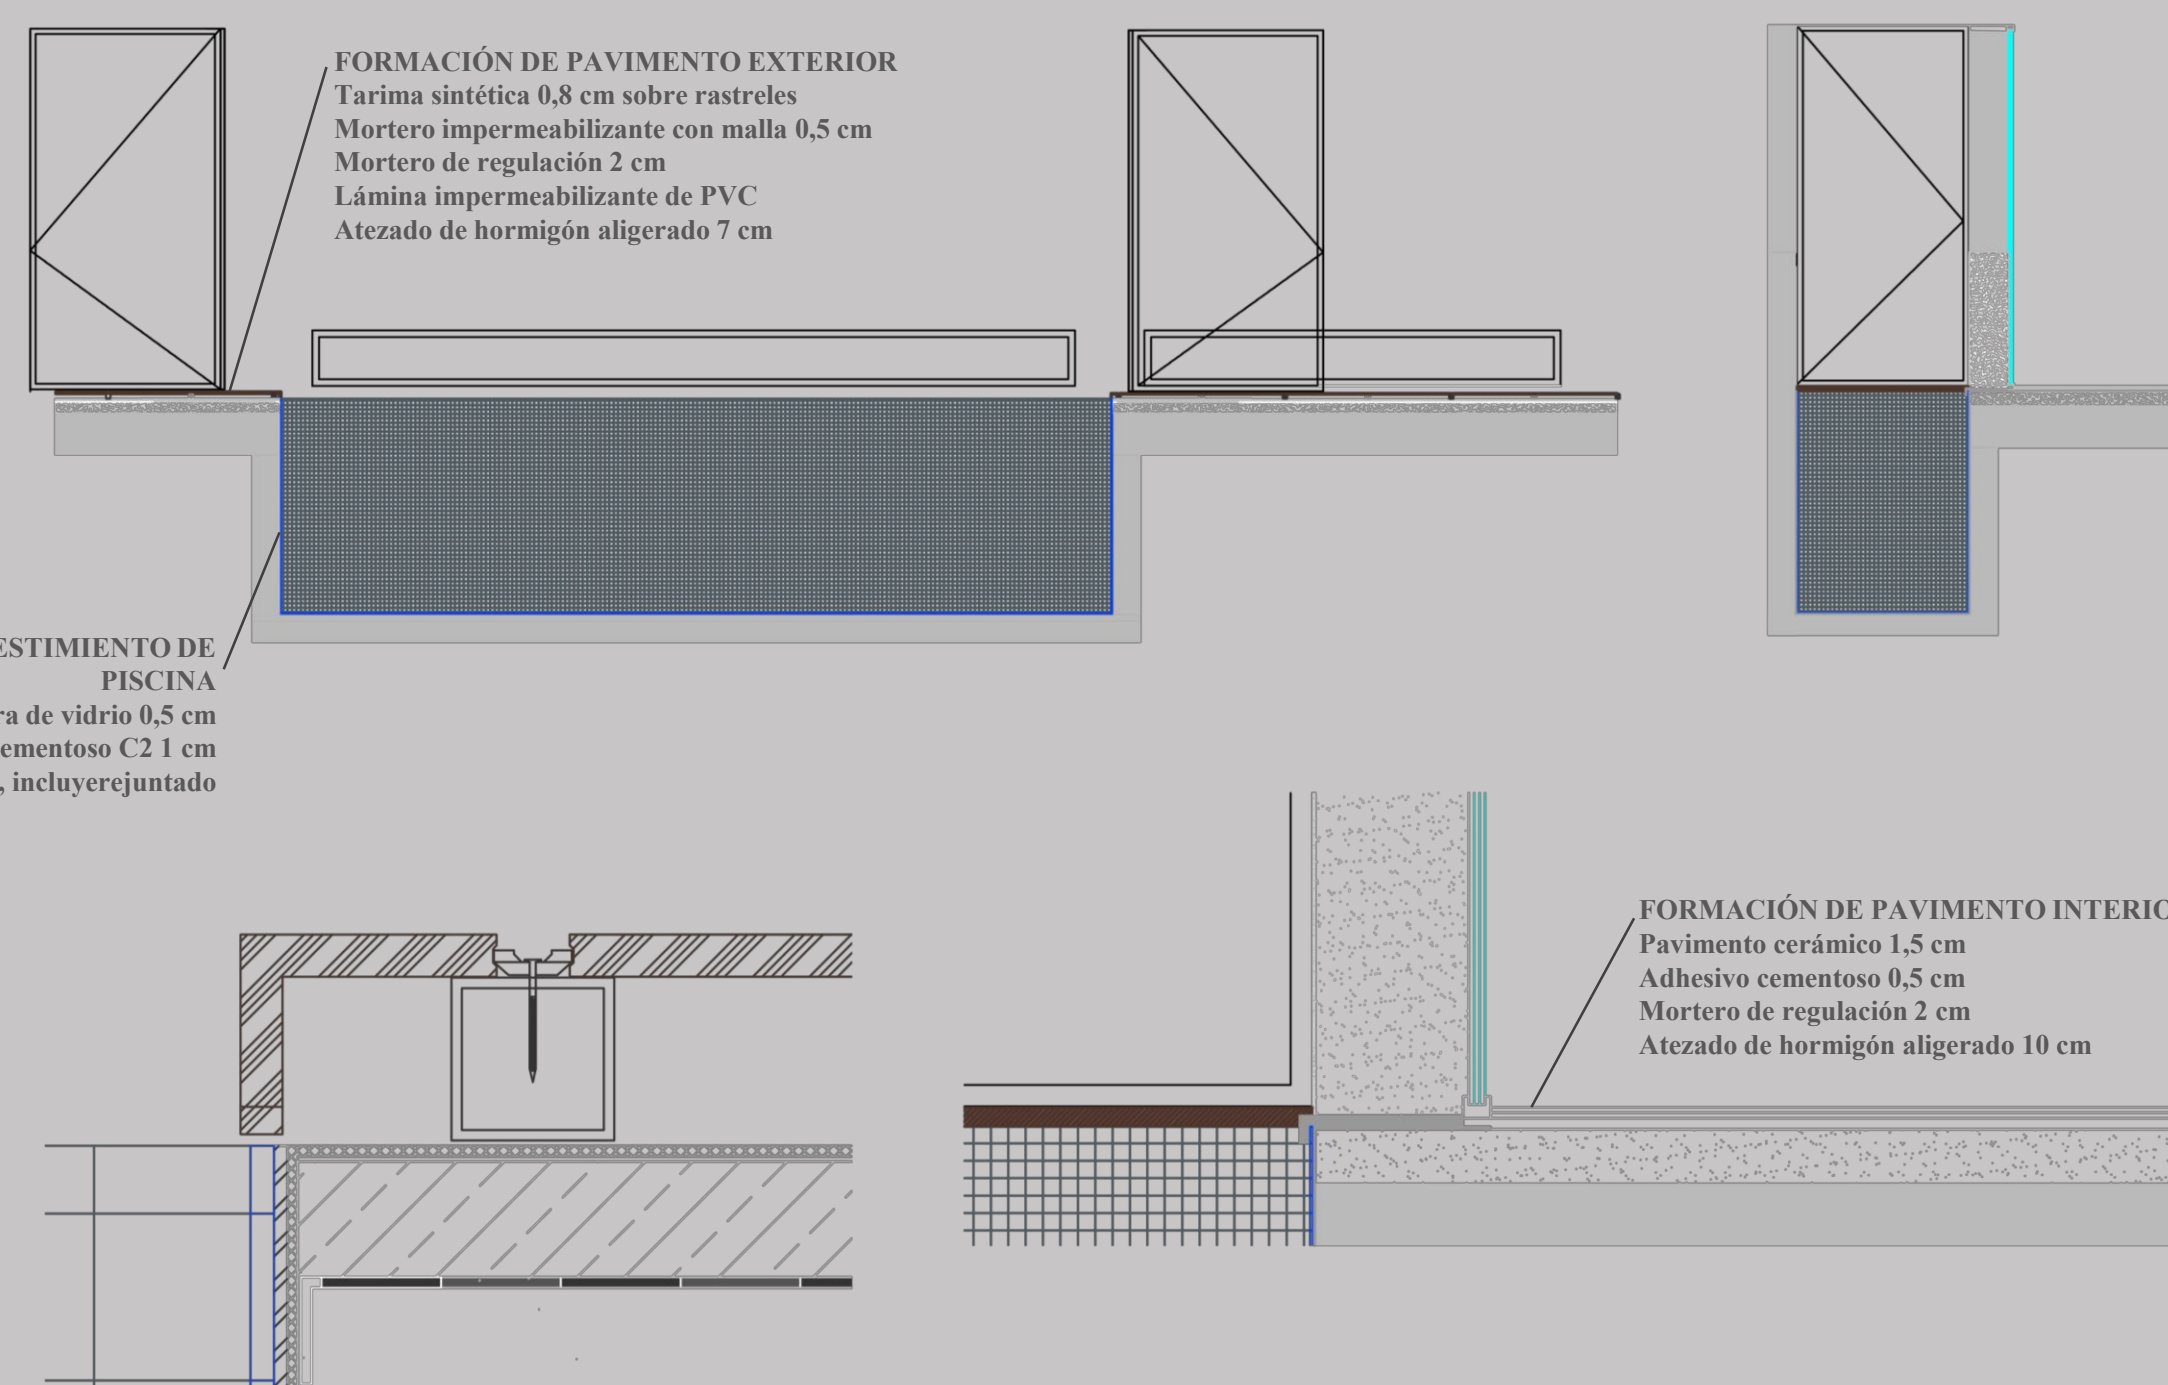 FORMACIÓN DE PAVIMENTO EXTERIOR
Tarima sintética 0,8 cm sobre rastreles
Mortero impermeabilizante con malla 0,5 cm
Mortero de regulación 2 cm
Lámina impermeabilizante de PVC
Atezado de hormigón aligerado 7 cm
ESTIMIENTO DE
PISCINA
ra de vidrio 0,5 cm
ementoso C2 1 cm
, incluyerejuntado
FORMACIÓN DE PAVIMENTO INTERIO
Pavimento cerámico 1,5 cm
Adhesivo cementoso 0,5 cm
Mortero de regulación 2 cm
Atezado de hormigón aligerado 10 cm